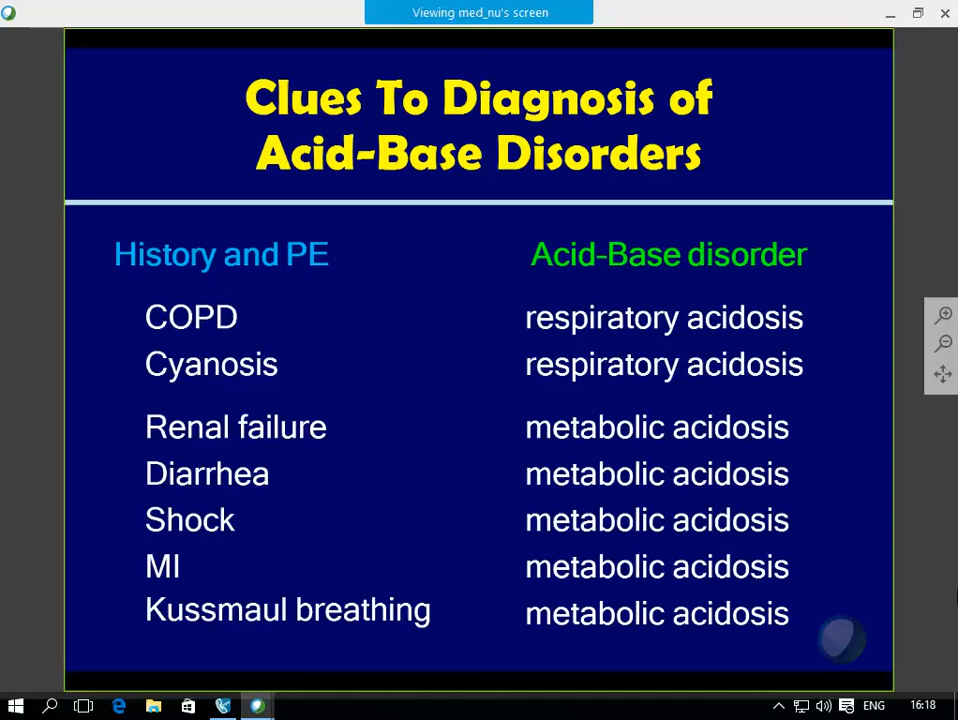 Viewing med_nu's screen
Clues To Diagnosis of
Acid-Base Disorders
History and PE Acid-Base disorder
COPD respiratory acidosis
Cyanosis respiratory acidosis
Renal failure metabolic acidosis
Diarrhea metabolic acidosis
Shock metabolic acidosis
MI metabolic acidosis
Kussmaul breathing metabolic acidosis
ENG 16:18